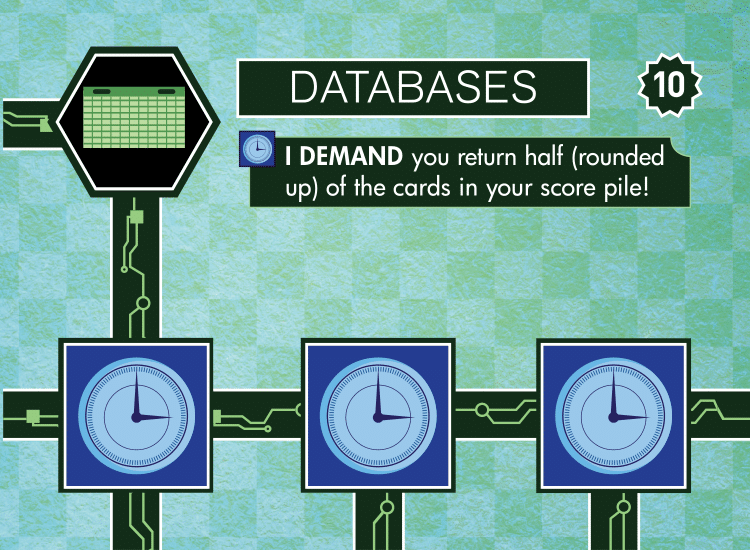 DATABASES
10
I DEMAND you return half (rounded
up) of the cards in your score pile!